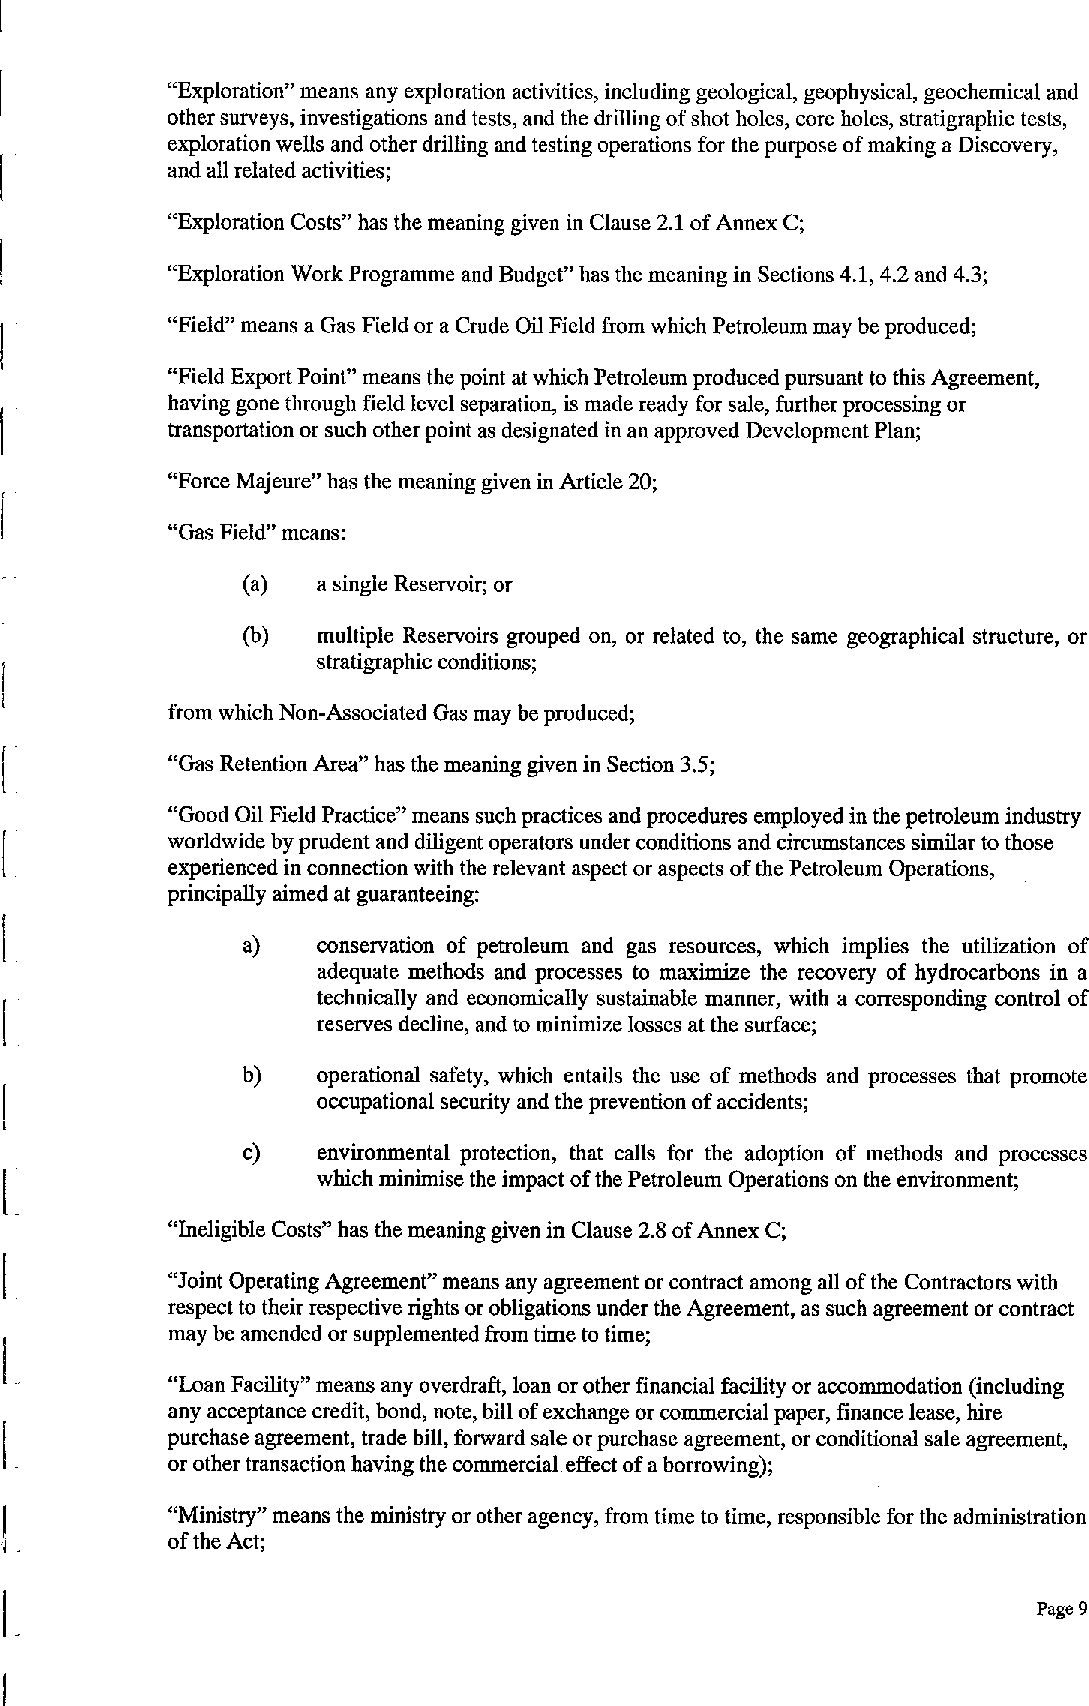 “Exploration” means any exploration activities, including geological, geophysical, geochemical and
other surveys, investigations and tests, and the drilling of shot holes, core holes, stratigraphic tests,
exploration wells and other drilling and testing operations for the purpose of making a Discovery,
and all related activities;
“Exploration Costs” has the meaning given in Clause 2.1 of Annex C;
“Exploration Work Programme and Budget” has the meaning in Sections 4.1, 4.2 and 4.3;
“Field” means a Gas Field or a Crude Oil Field from which Petroleum may be produced;
“Field Export Point” means the point at which Petroleum produced pursuant to this Agreement,
having gone through field level separation, is made ready for sale, further processing or
transportation or such other point as designated in an approved Development Plan;
“Force Majeure” has the meaning given in Article 20;
“Gas Field” means:
(a) a single Reservoir; or
(b) multiple Reservoirs grouped on, or related to, the same geographical structure, or
stratigraphic conditions;
from which Non-Associated Gas may be produced;
“Gas Retention Area” has the meaning given in Section 3.5;
“Good Oil Field Practice” means such practices and procedures employed in the petroleum industry
worldwide by prudent and diligent operators under conditions and circumstances similar to those
experienced in connection with the relevant aspect or aspects of the Petroleum Operations,
principally aimed at guaranteeing:
a) conservation of petroleum and gas resources, which implies the utilization of
adequate methods and processes to maximize the recovery of hydrocarbons in a
technically and economically sustainable manner, with a corresponding control of
reserves decline, and to minimize losses at the surface;
b) operational safety, which entails the use of methods and processes that promote
occupational security and the prevention of accidents;
c) environmental protection, that calls for the adoption of methods and processes
which minimise the impact of the Petroleum Operations on the environment;
“Ineligible Costs” has the meaning given in Clause 2.8 of Annex C;
“Joint Operating Agreement” means any agreement or contract among all of the Contractors with
respect to their respective rights or obligations under the Agreement, as such agreement or contract
may be amended or supplemented from time to time;
“Loan Facility” means any overdraft, loan or other financial facility or accommodation (including
any acceptance credit, bond, note, bill of exchange or commercial paper, finance lease, hire
purchase agreement, trade bill, forward sale or purchase agreement, or conditional sale agreement,
or other transaction having the commercial effect of a borrowing);
“Ministry” means the ministry or other agency, from time to time, responsible for the administration
of the Act;
Page 9